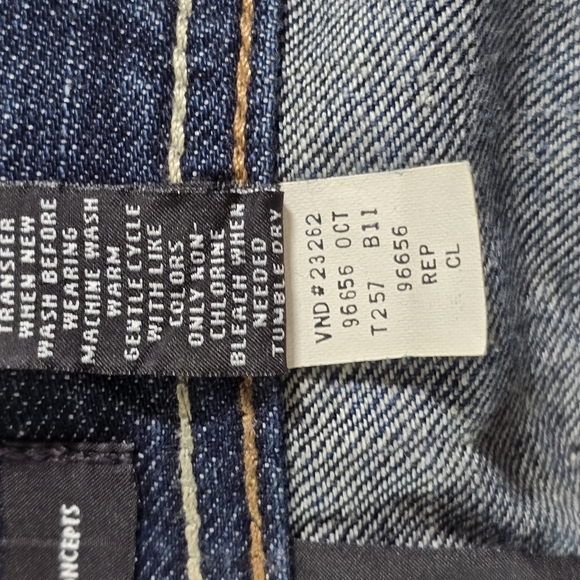 TRANSFER
WHEN NEW
WASH BEFORE
WEARING
MACHINE WASH
WARM
GENTLE CYCLE
WITH LIKE
COLORS
ONLY NON-
CHLORINE
BLEACH WHEN
NEEDED
TUMBLE DRY
VND#23262
96656 OCT
T257 B11
96656
REP
CL
NCEPTS